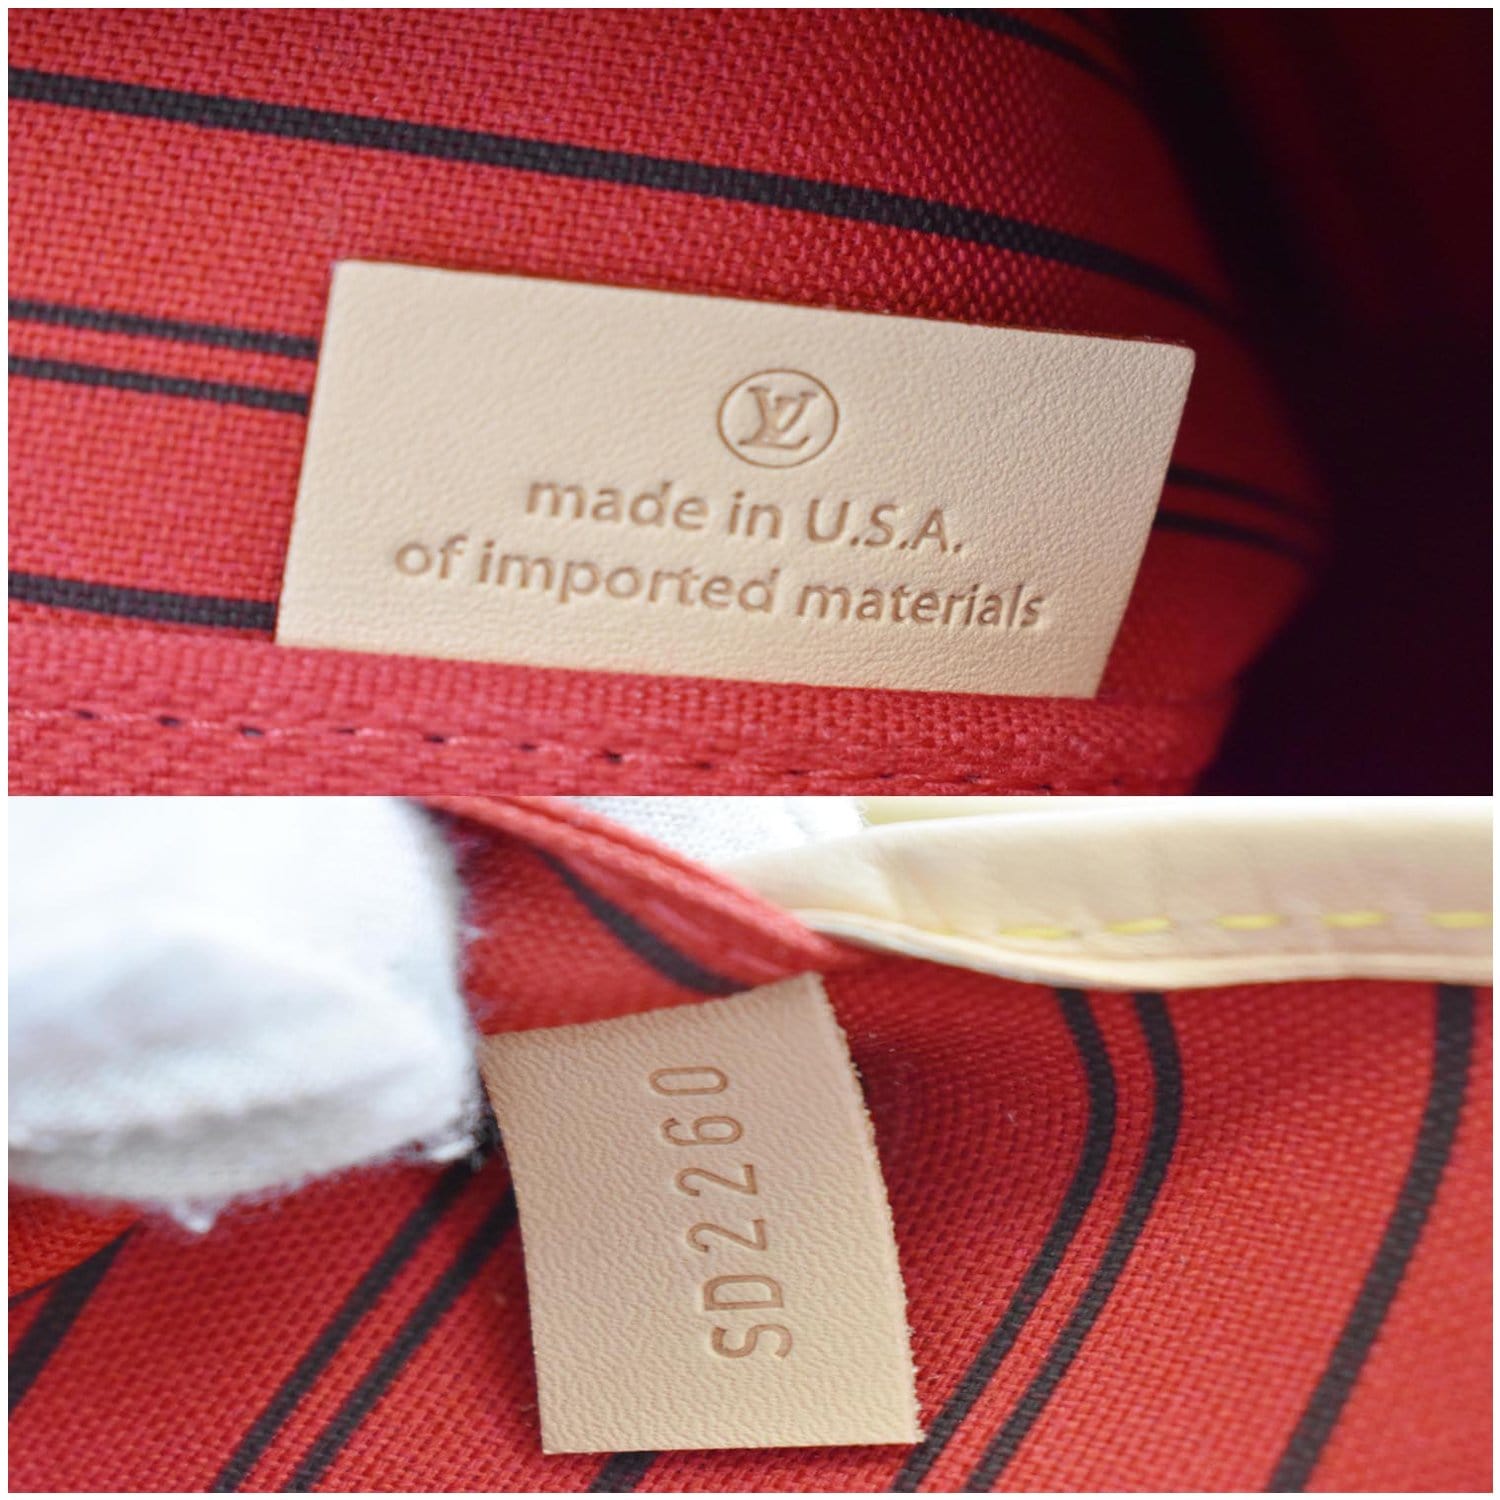 LV
made in U.S.A.
of imported materials
SD2260